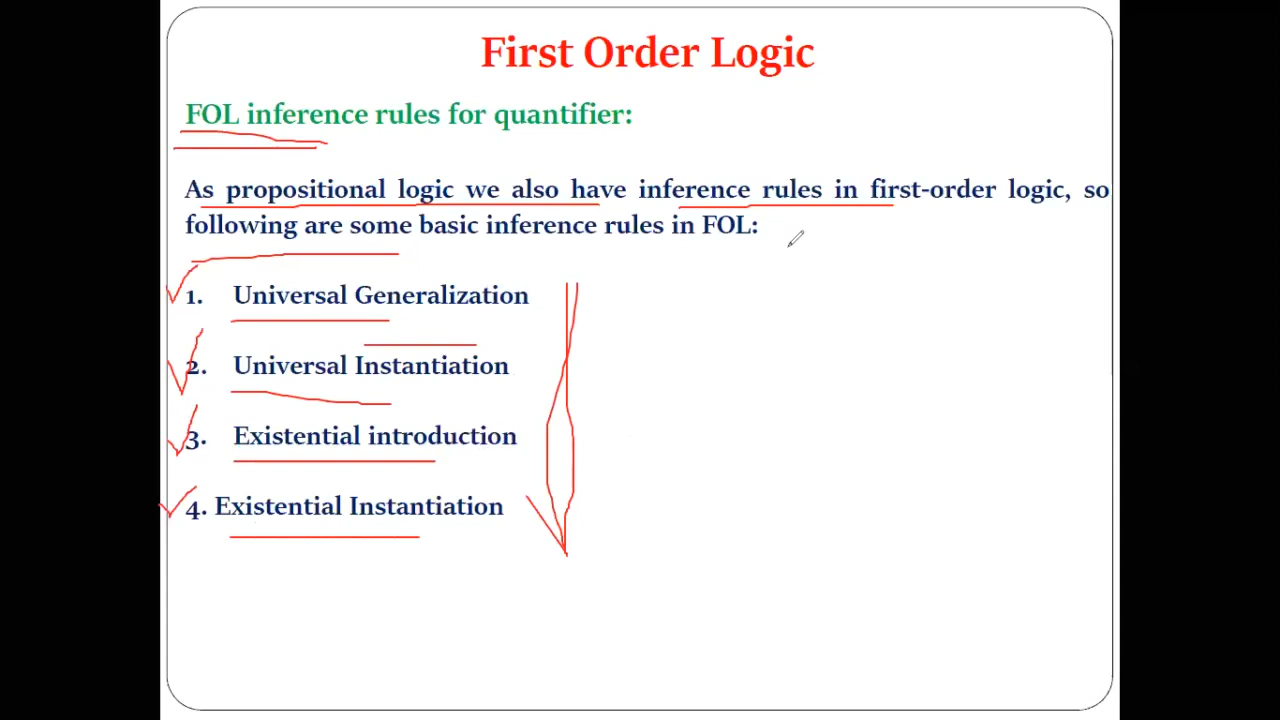 First Order Logic
FOL inference rules for quantifier:
As propositional logic we also have inference rules in first-order logic, so
following are some basic inference rules in FOL:
1. Universal Generalization
2. Universal Instantiation
3. Existential introduction
4. Existential Instantiation